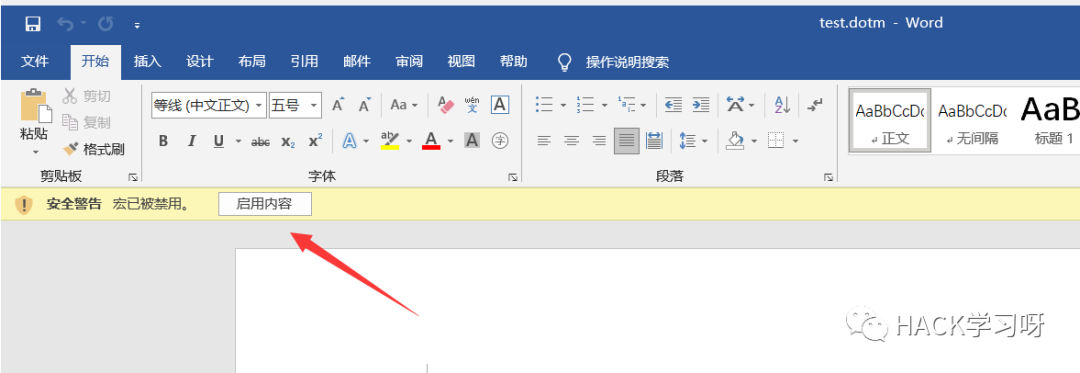 test.dotm - Word
文件 开始 插入 设计 布局 引用 邮件 审阅 视图 帮助 操作说明搜索
剪切
复制
粘贴 格式刷
等线 (中文正文) 五号 A A Aa wén 文 A
B I U abc X₂ X² A aby A A 字
AaBbCcDc AaBbCcDc AaB
正文 无间隔 标题 1
剪贴板 字体 段落
安全警告 宏已被禁用。 启用内容
HACK学习呀